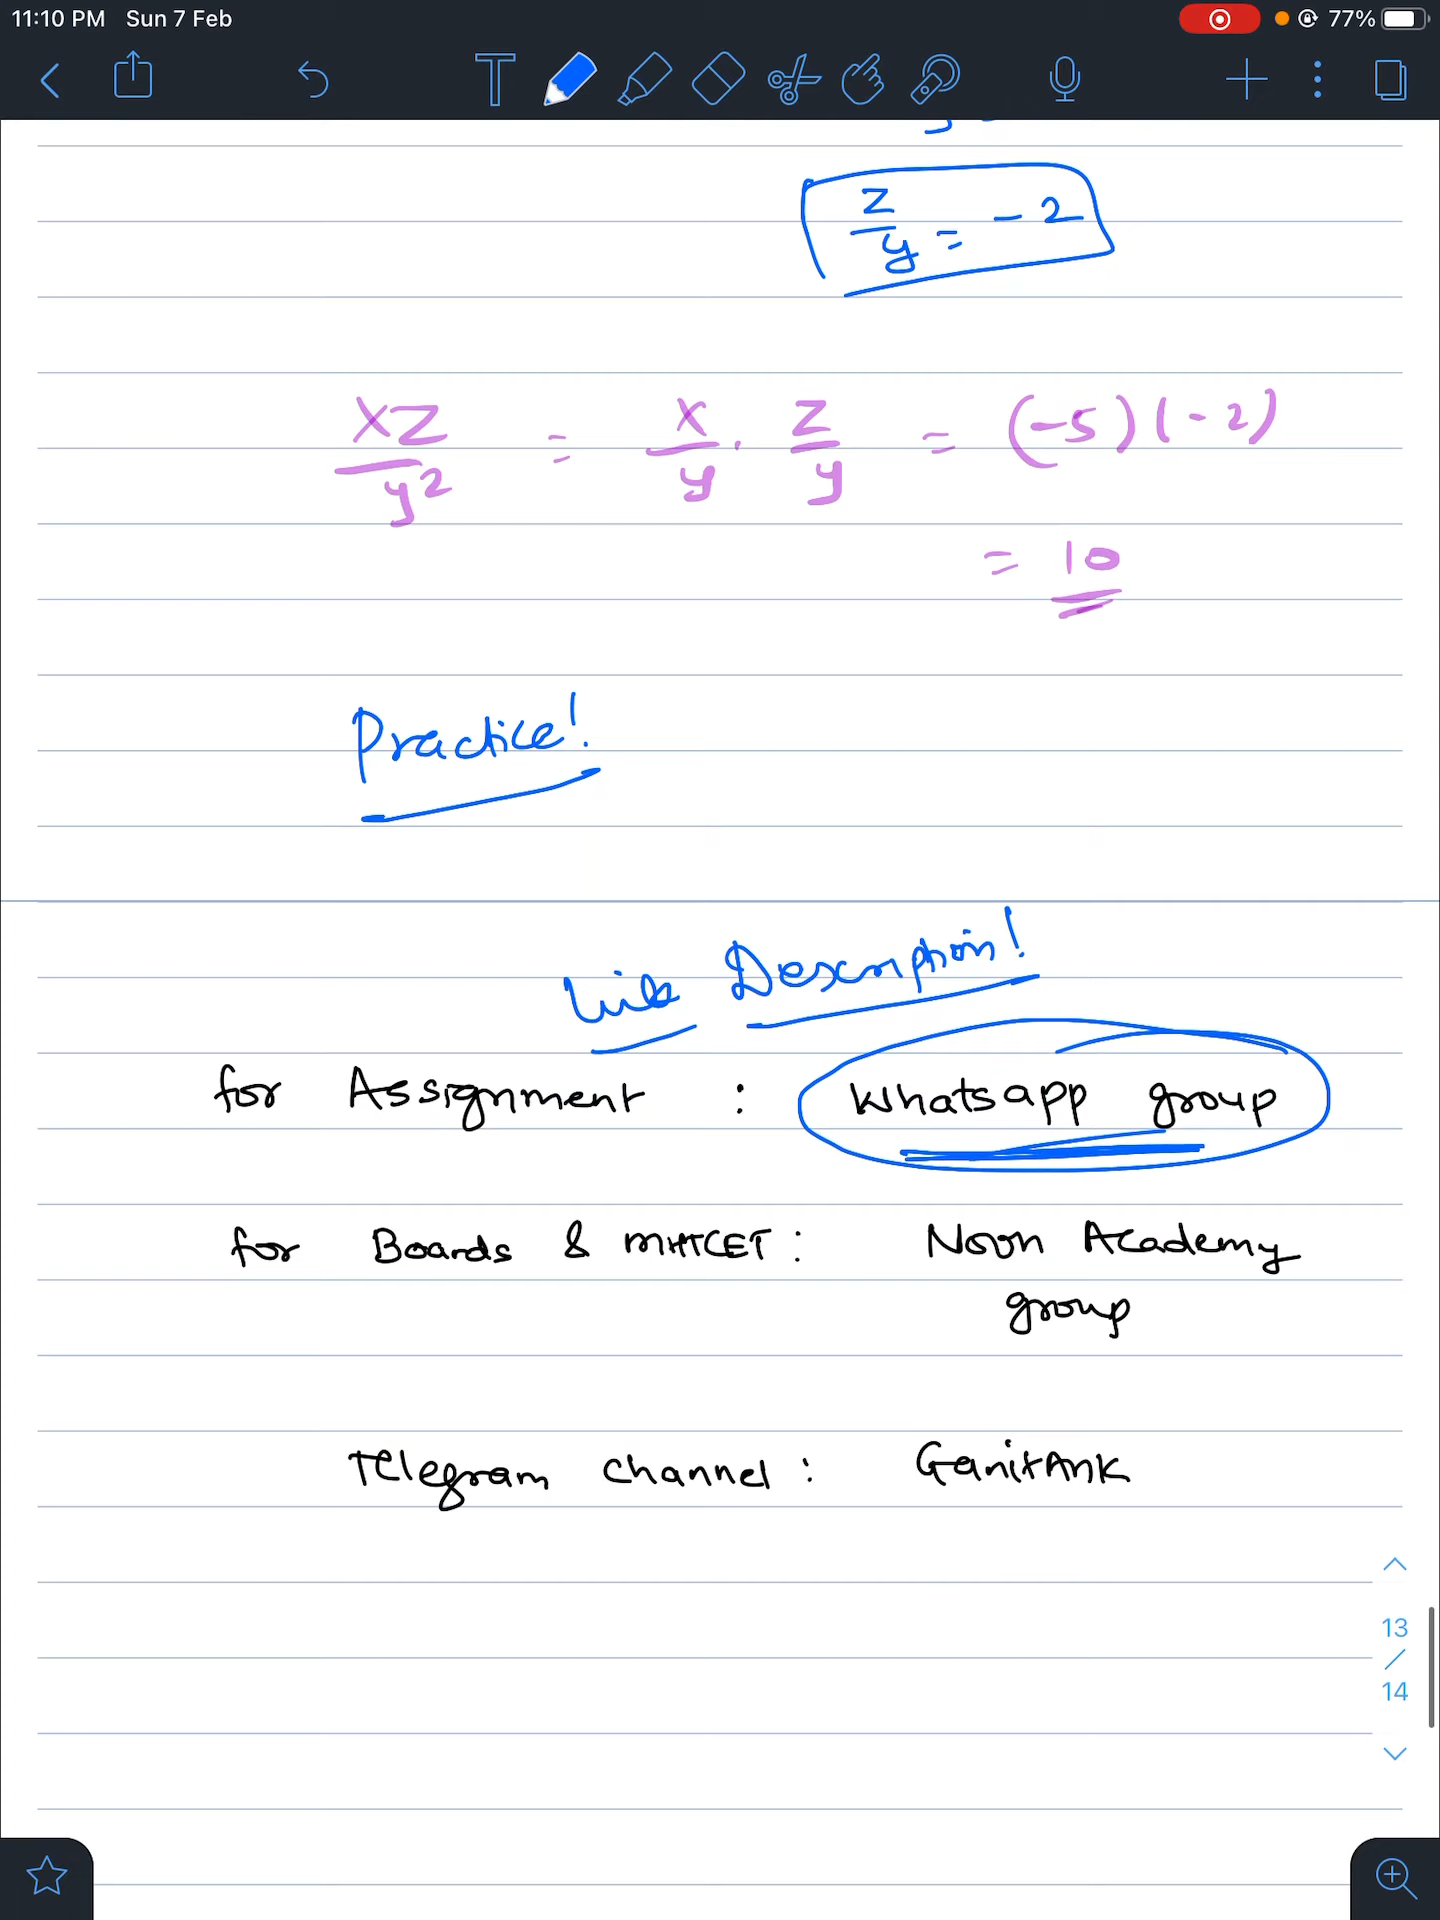 11:10 PM Sun 7 Feb 77%
T
z/y = -2
xz/y² = x/y . z/y = (-5)(-2)
= 10
Practice!
Link Description!
for Assignment : Whatsapp group
for Boards & MHTCET : Noon Academy
group
Telegram channel : GanitAnk
13
/
14